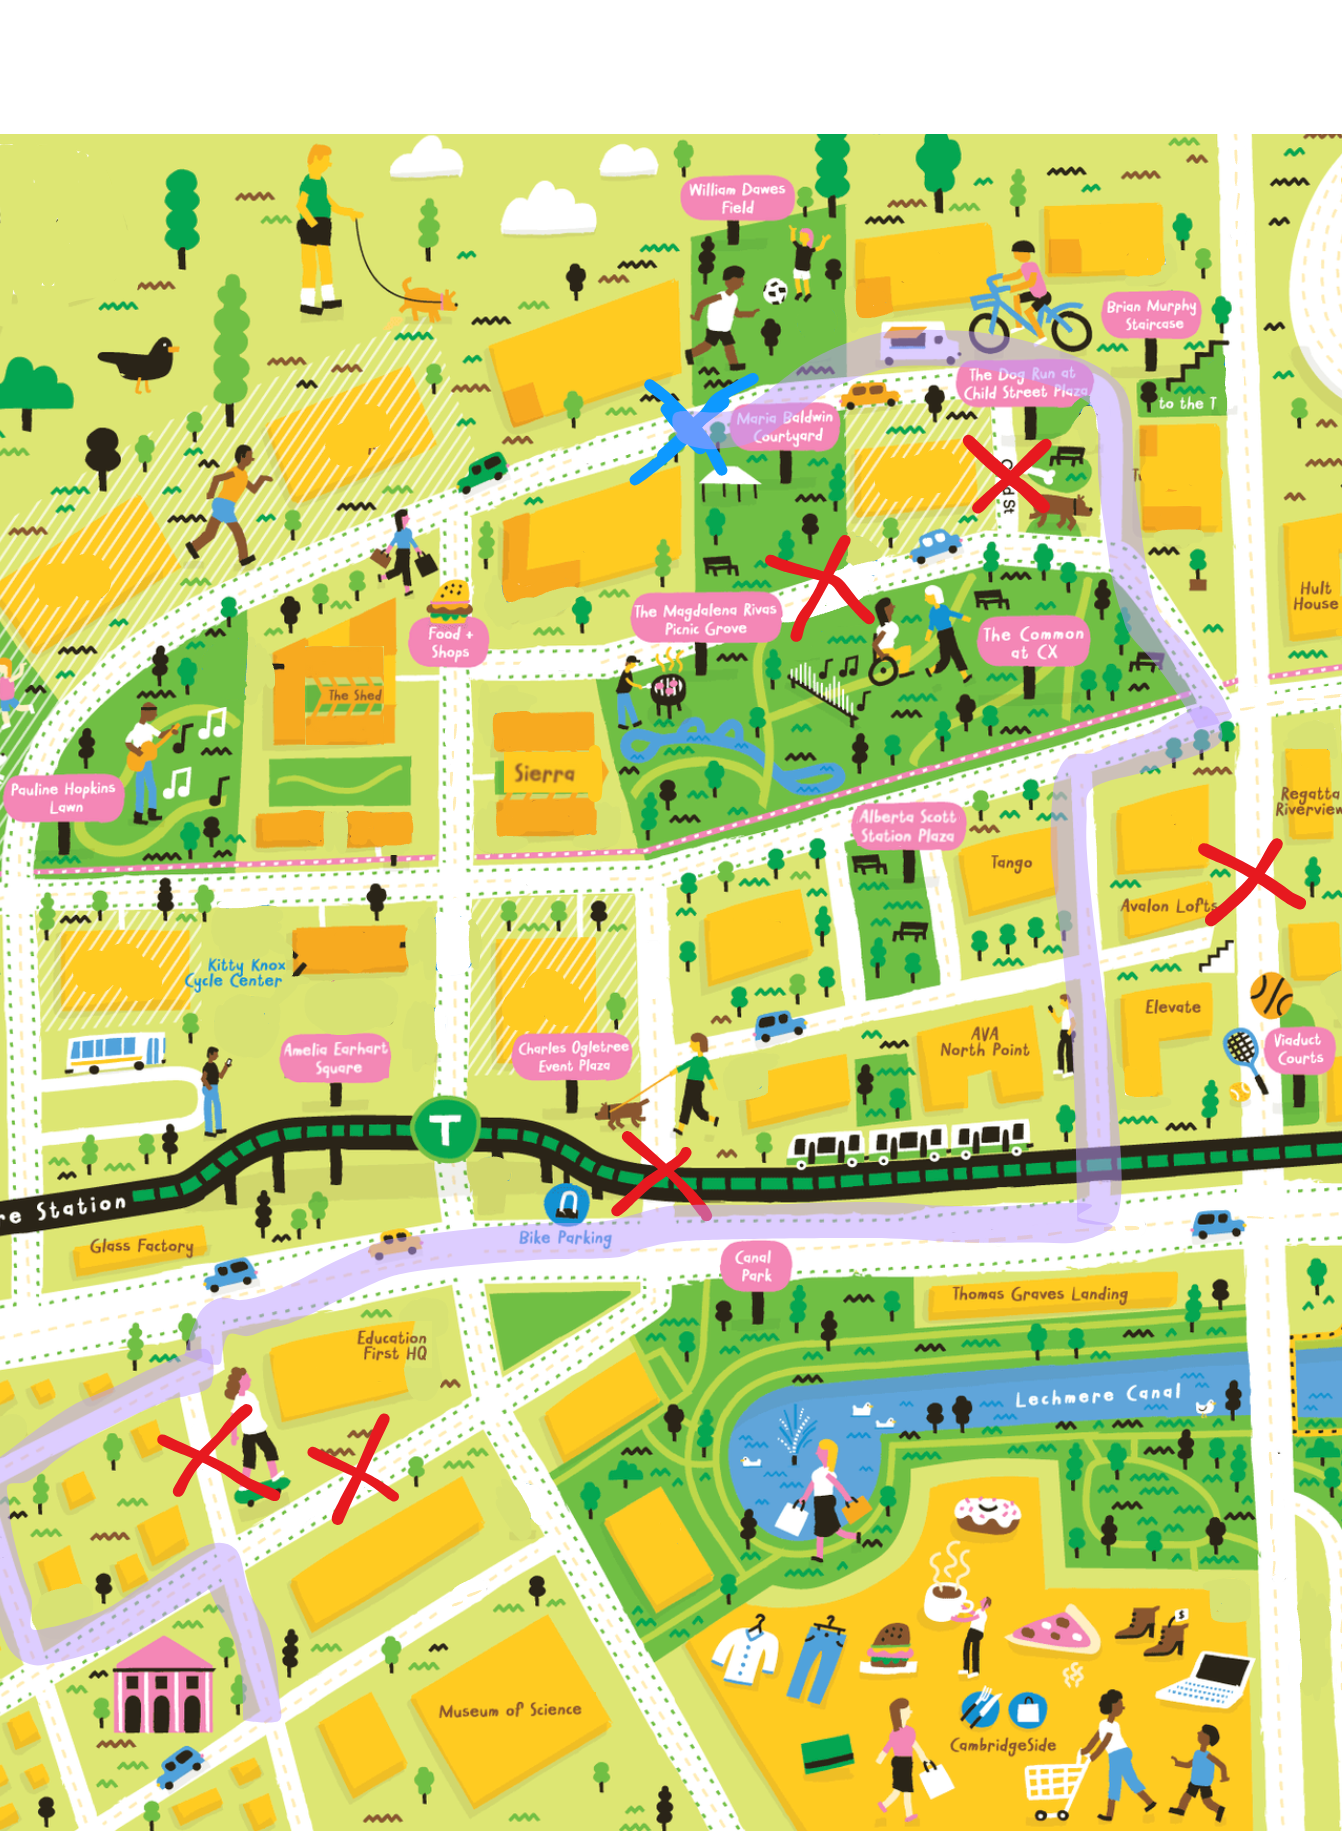 William Dawes
Field
Brian Murphy
Staircase
The Dog Run at
Child Street Plaza
to the T
Maria Baldwin
Courtyard
Hult
House
The Magdalena Rivas
Picnic Grove
Food +
Shops
The Common
at CX
The Shed
Sierra
Pauline Hopkins
Lawn
Regatta
Riverview
Alberta Scott
Station Plaza
Tango
Avalon Lofts
Kitty Knox
Cycle Center
Elevate
AVA
North Point
Amelia Earhart
Square
Charles Ogletree
Event Plaza
Viaduct
Courts
T
re Station
Bike Parking
Glass Factory
Canal
Park
Thomas Graves Landing
Education
First HQ
Lechmere Canal
$
Museum of Science
CambridgeSide